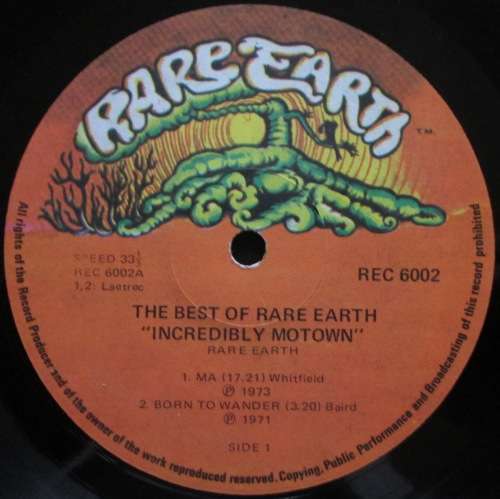 RARE EARTH
T.M.
SPEED 33⅓
REC 6002A
1,2: Laetrec
REC 6002
THE BEST OF RARE EARTH
"INCREDIBLY MOTOWN"
RARE EARTH
1. MA (17.21) Whitfield
℗ 1973
2. BORN TO WANDER (3.20) Baird
℗ 1971
SIDE 1
All rights of the Record Producer and of the owner of the work reproduced reserved. Copying, Public Performance and Broadcasting of this record prohibited